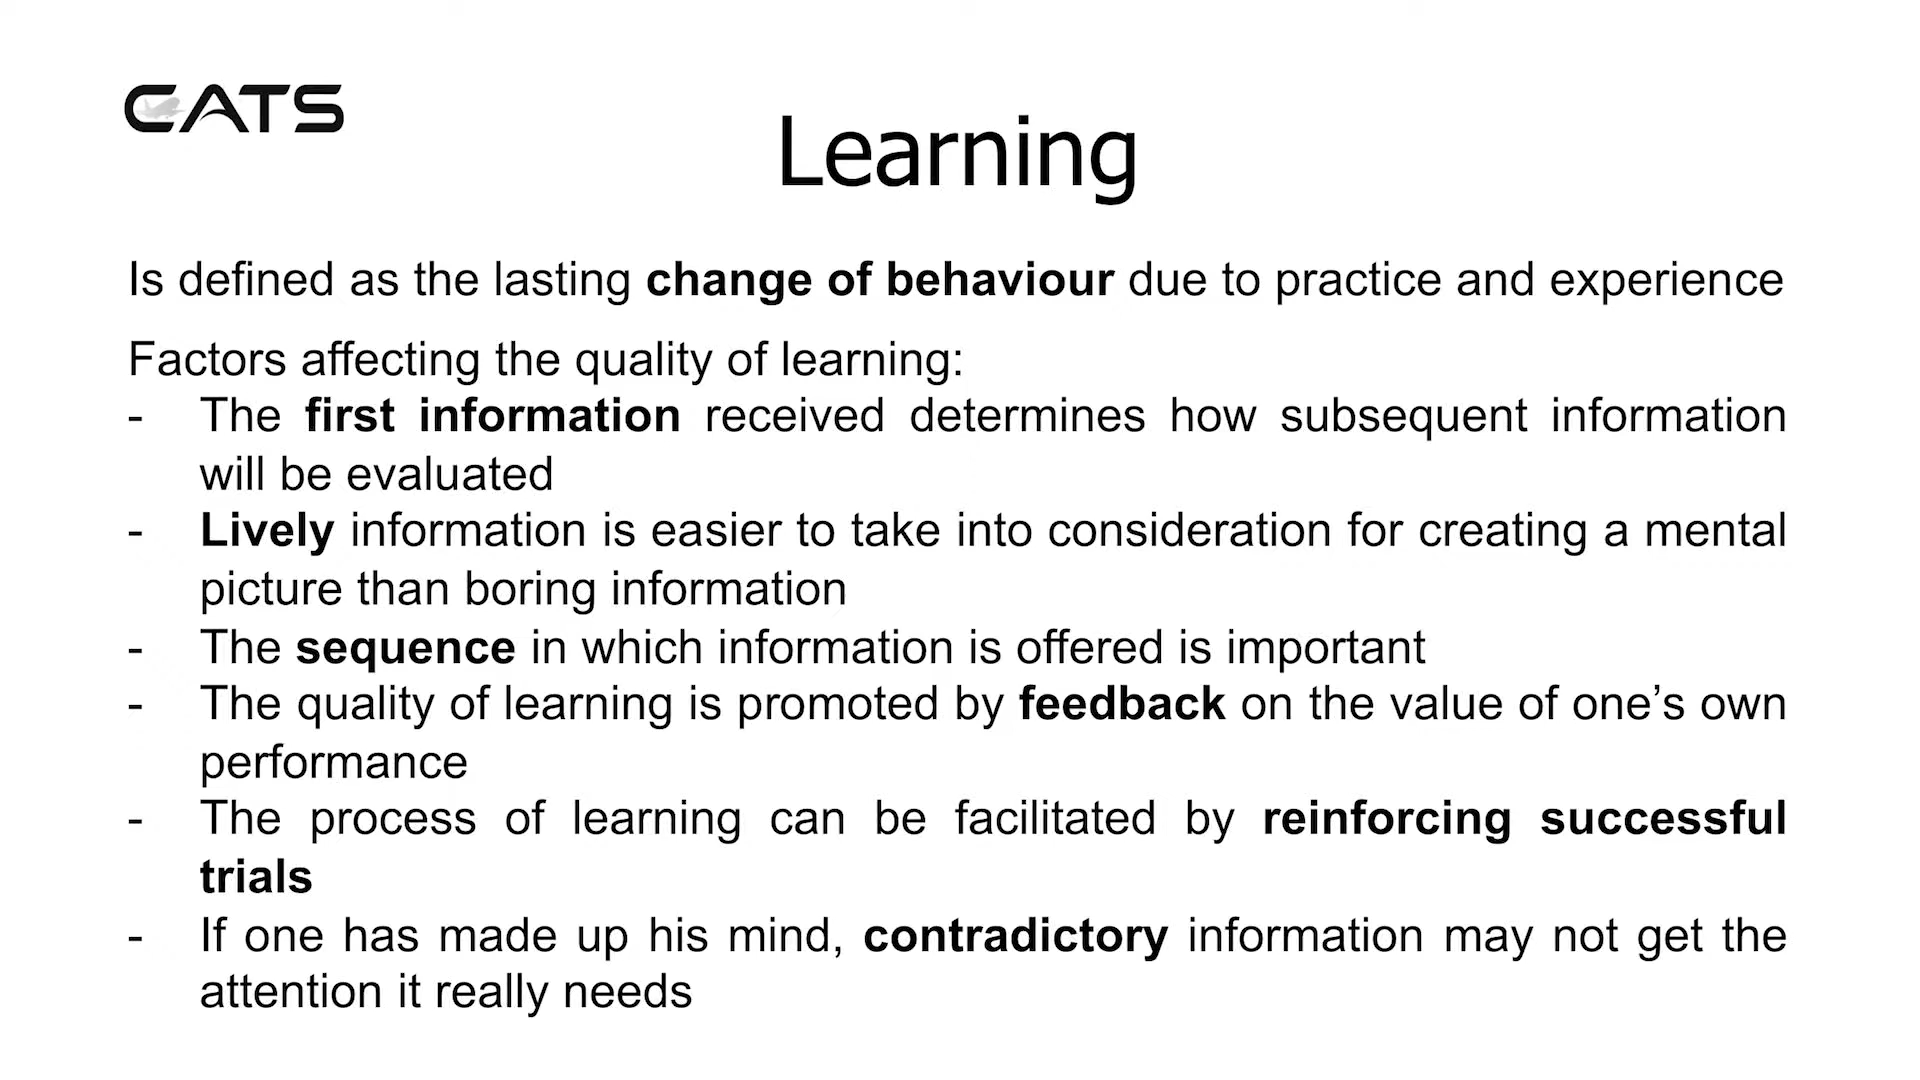 CATS
Learning
Is defined as the lasting change of behaviour due to practice and experience
Factors affecting the quality of learning:
- The first information received determines how subsequent information
will be evaluated
- Lively information is easier to take into consideration for creating a mental
picture than boring information
- The sequence in which information is offered is important
- The quality of learning is promoted by feedback on the value of one’s own
performance
- The process of learning can be facilitated by reinforcing successful
trials
- If one has made up his mind, contradictory information may not get the
attention it really needs